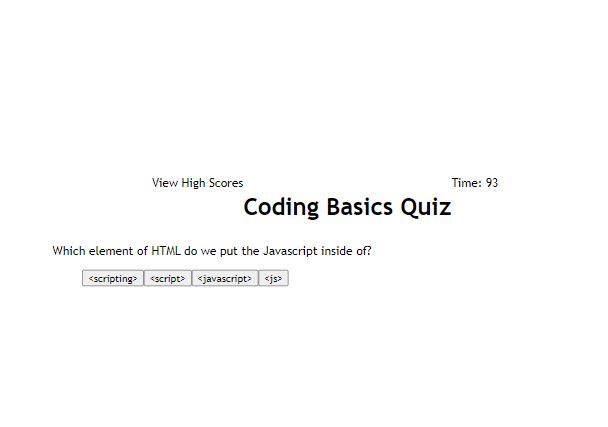 View High Scores Time: 93
Coding Basics Quiz
Which element of HTML do we put the Javascript inside of?
<scripting> <script> <javascript> <js>